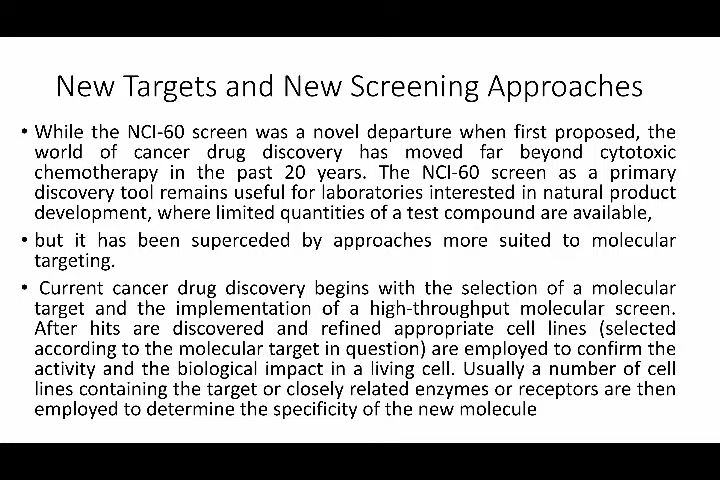 New Targets and New Screening Approaches
• While the NCI-60 screen was a novel departure when first proposed, the
world of cancer drug discovery has moved far beyond cytotoxic
chemotherapy in the past 20 years. The NCI-60 screen as a primary
discovery tool remains useful for laboratories interested in natural product
development, where limited quantities of a test compound are available,
• but it has been superceded by approaches more suited to molecular
targeting.
• Current cancer drug discovery begins with the selection of a molecular
target and the implementation of a high-throughput molecular screen.
After hits are discovered and refined appropriate cell lines (selected
according to the molecular target in question) are employed to confirm the
activity and the biological impact in a living cell. Usually a number of cell
lines containing the target or closely related enzymes or receptors are then
employed to determine the specificity of the new molecule